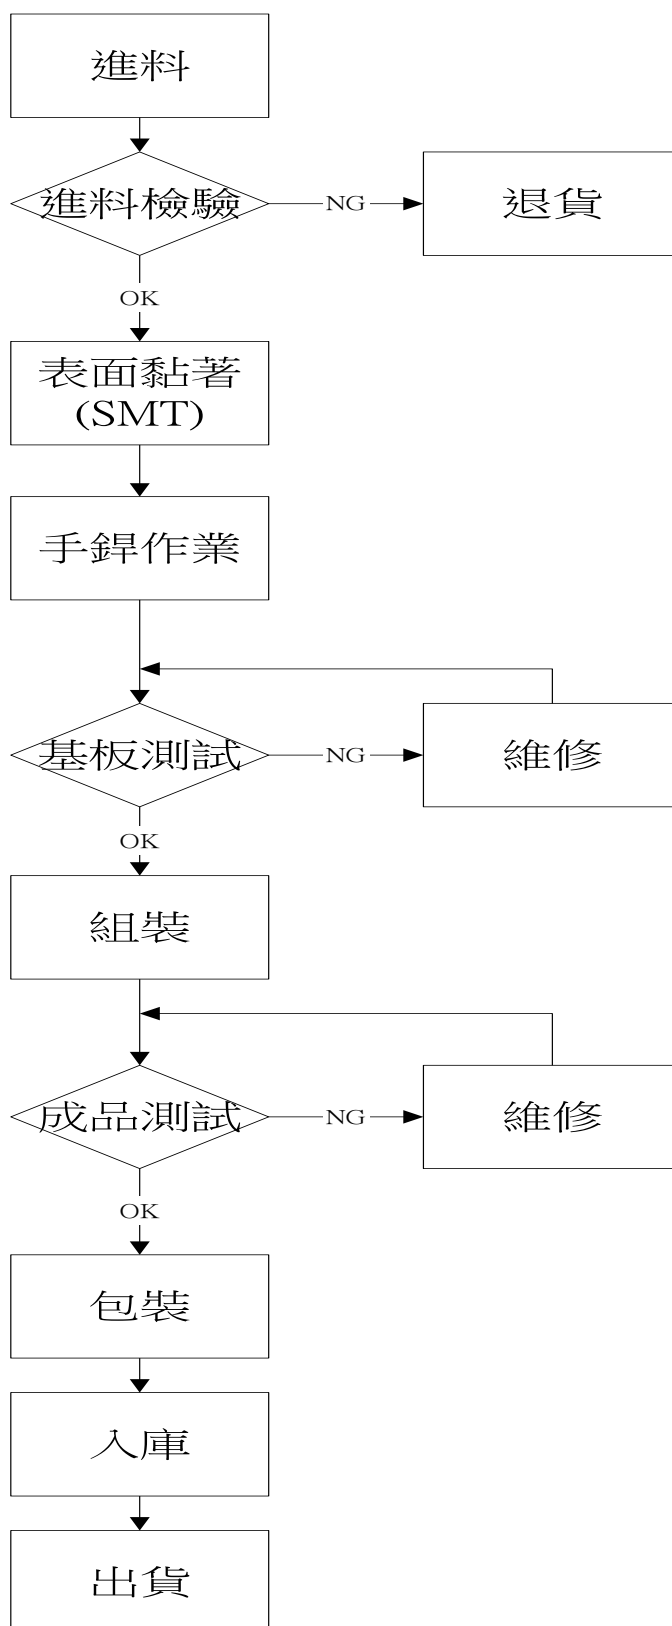 進料
進料檢驗
NG
退貨
OK
表面黏著
(SMT)
手銲作業
基板測試
NG
維修
OK
組裝
成品測試
NG
維修
OK
包裝
入庫
出貨